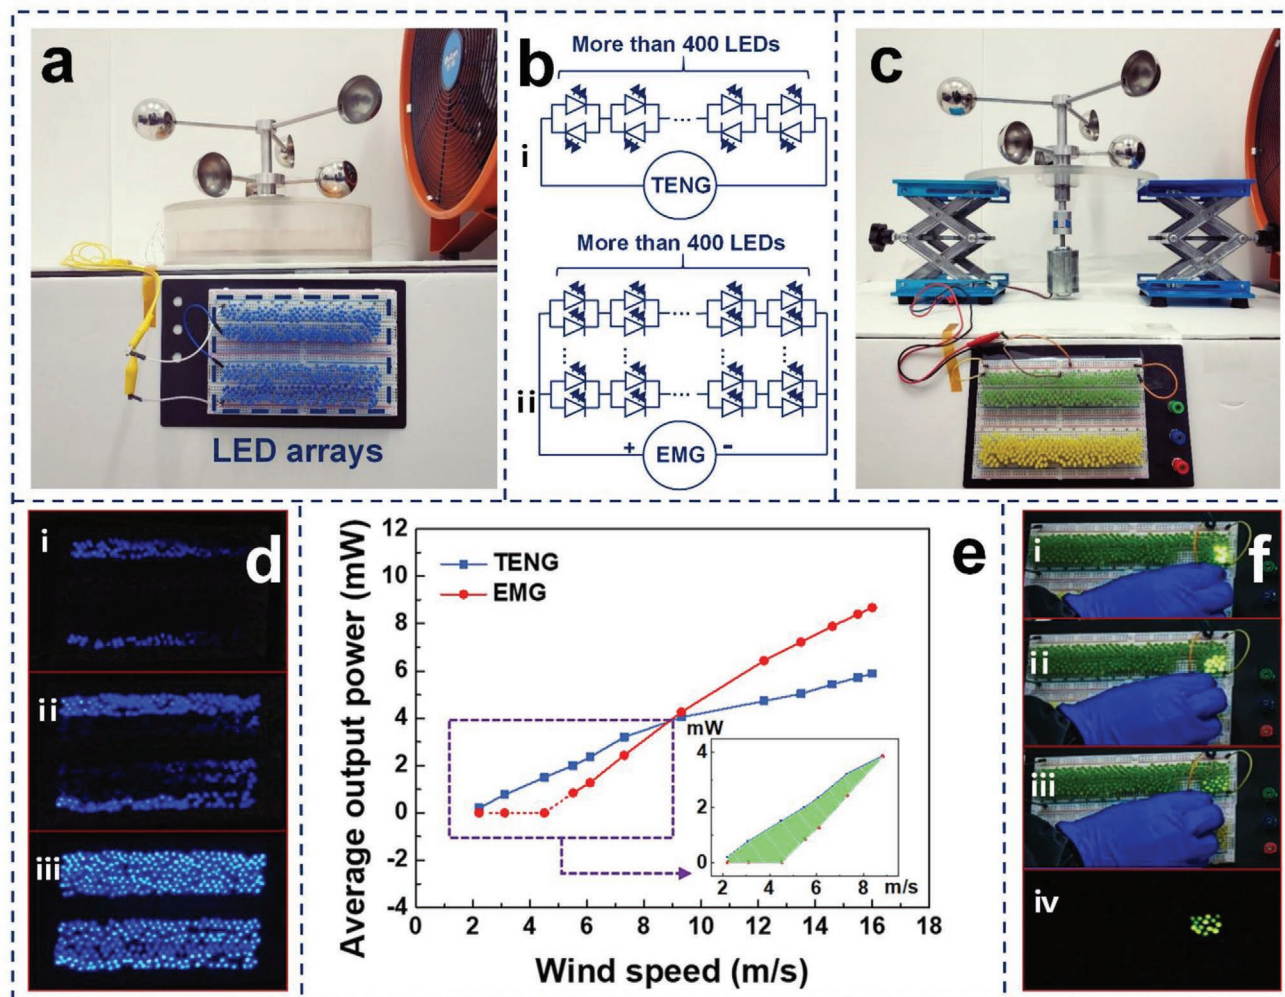 a
LED arrays
b
More than 400 LEDs
i
TENG
More than 400 LEDs
ii
+ EMG -
c
d
i
ii
iii
e
12
10
8
6
4
2
0
-2
-4
0 2 4 6 8 10 12 14 16 18
Average output power (mW)
Wind speed (m/s)
TENG
EMG
mW
4
2
0
2 4 6 8 m/s
f
i
ii
iii
iv